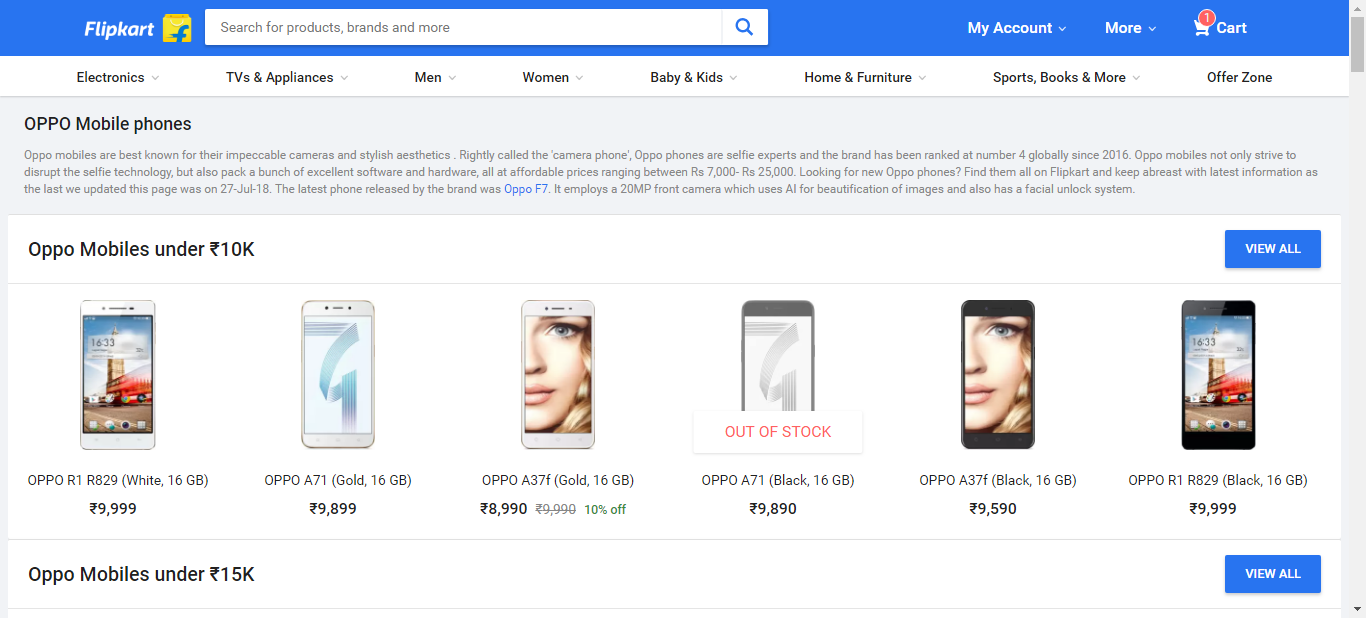 Flipkart
Search for products, brands and more
My Account
More
1
Cart
Electronics
TVs & Appliances
Men
Women
Baby & Kids
Home & Furniture
Sports, Books & More
Offer Zone
OPPO Mobile phones
Oppo mobiles are best known for their impeccable cameras and stylish aesthetics . Rightly called the 'camera phone', Oppo phones are selfie experts and the brand has been ranked at number 4 globally since 2016. Oppo mobiles not only strive to
disrupt the selfie technology, but also pack a bunch of excellent software and hardware, all at affordable prices ranging between Rs 7,000- Rs 25,000. Looking for new Oppo phones? Find them all on Flipkart and keep abreast with latest information as
the last we updated this page was on 27-Jul-18. The latest phone released by the brand was Oppo F7. It employs a 20MP front camera which uses AI for beautification of images and also has a facial unlock system.
Oppo Mobiles under ₹10K
VIEW ALL
16:33
16:33
OUT OF STOCK
OPPO R1 R829 (White, 16 GB)
₹9,999
OPPO A71 (Gold, 16 GB)
₹9,899
OPPO A37f (Gold, 16 GB)
₹8,990 ₹9,990 10% off
OPPO A71 (Black, 16 GB)
₹9,890
OPPO A37f (Black, 16 GB)
₹9,590
OPPO R1 R829 (Black, 16 GB)
₹9,999
Oppo Mobiles under ₹15K
VIEW ALL